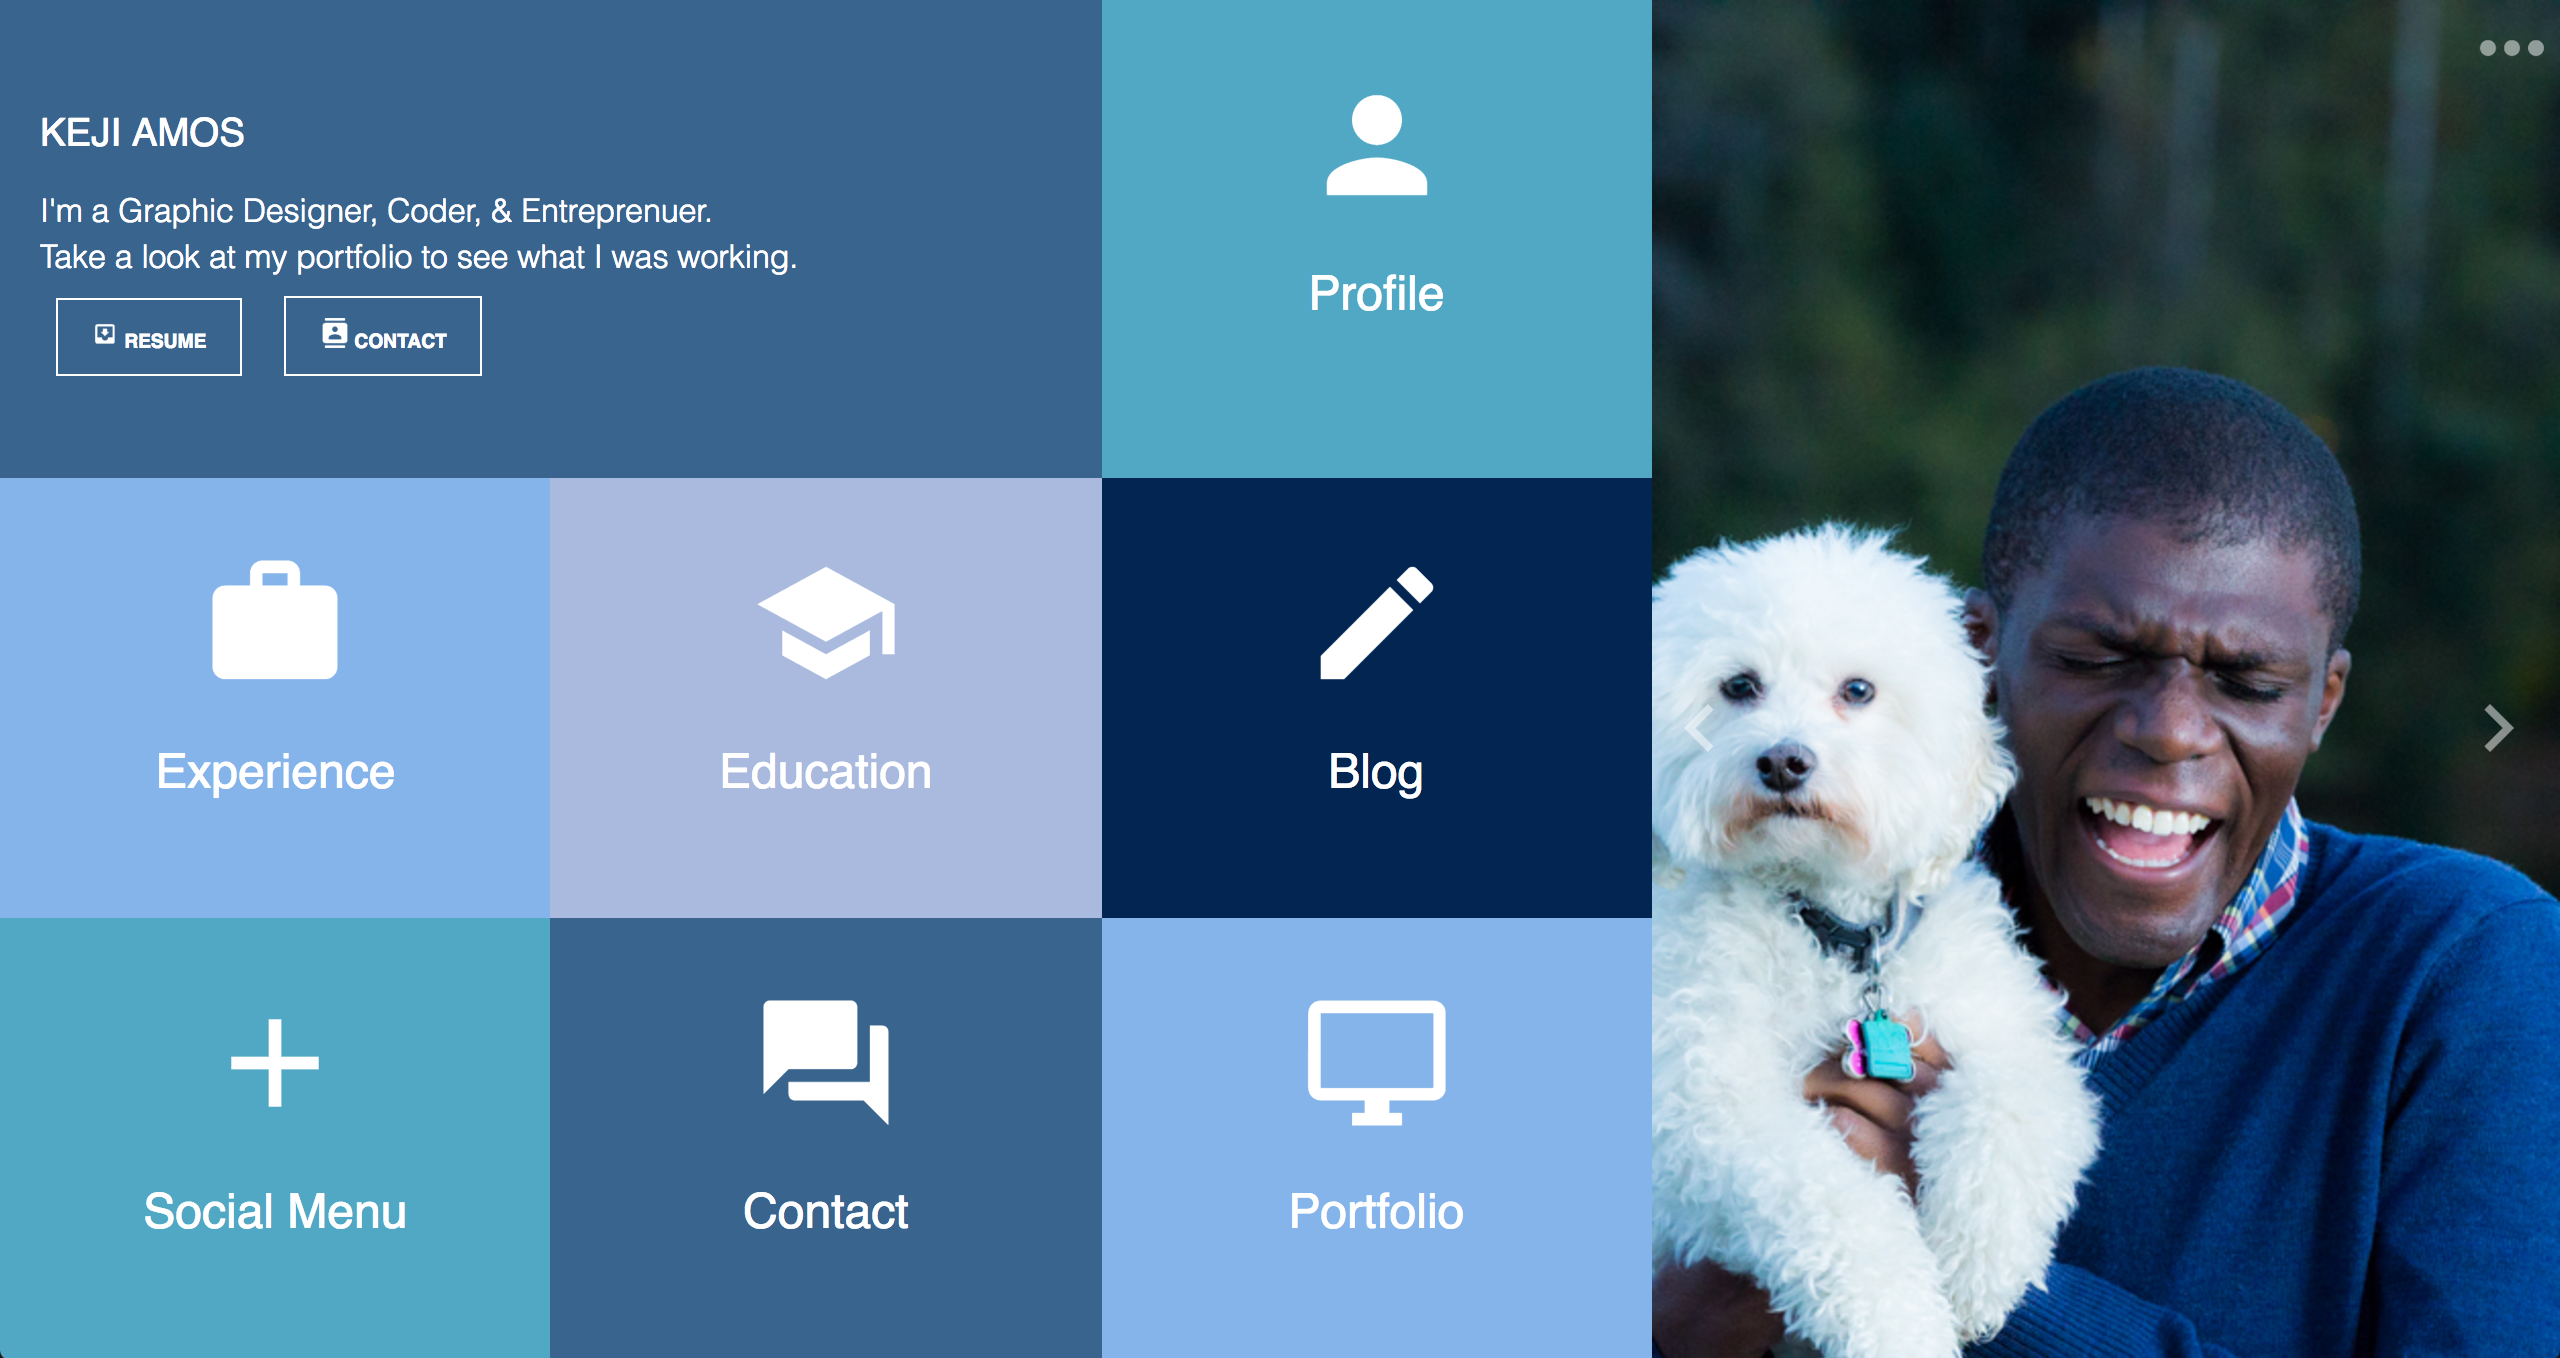 KEJI AMOS
I'm a Graphic Designer, Coder, & Entreprenuer.
Take a look at my portfolio to see what I was working.
RESUME
CONTACT
Profile
Experience
Education
Blog
Social Menu
Contact
Portfolio